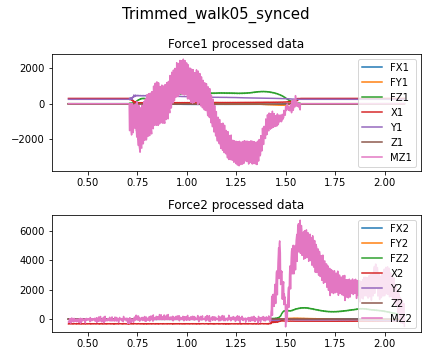 Trimmed_walk05_synced
Force1 processed data
2000
0
−2000
FX1
FY1
FZ1
X1
Y1
Z1
MZ1
0.50 0.75 1.00 1.25 1.50 1.75 2.00
Force2 processed data
6000
4000
2000
0
FX2
FY2
FZ2
X2
Y2
Z2
MZ2
0.50 0.75 1.00 1.25 1.50 1.75 2.00